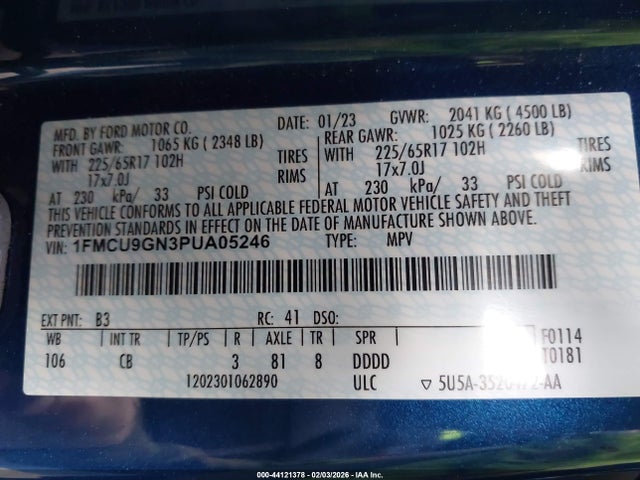 MFD. BY FORD MOTOR CO.
DATE: 01/23 GVWR: 2041 KG ( 4500 LB)
FRONT GAWR: 1065 KG ( 2348 LB) REAR GAWR: 1025 KG ( 2260 LB)
WITH 225/65R17 102H TIRES WITH 225/65R17 102H TIRES
17x7.0J RIMS 17x7.0J RIMS
AT 230 kPa/ 33 PSI COLD AT 230 kPa/ 33 PSI COLD
THIS VEHICLE CONFORMS TO ALL APPLICABLE FEDERAL MOTOR VEHICLE SAFETY AND THEFT
PREVENTION STANDARDS IN EFFECT ON THE DATE OF MANUFACTURE SHOWN ABOVE.
VIN: 1FMCU9GN3PUA05246 TYPE: MPV
EXT PNT: B3 RC: 41 DSO:
WB INT TR TP/PS R AXLE TR SPR F0114
106 CB 3 81 8 DDDD T0181
1202301062890 ULC ▽ 5U5A-3520472-AA
000-44121378 - 02/03/2026 - IAA Inc.